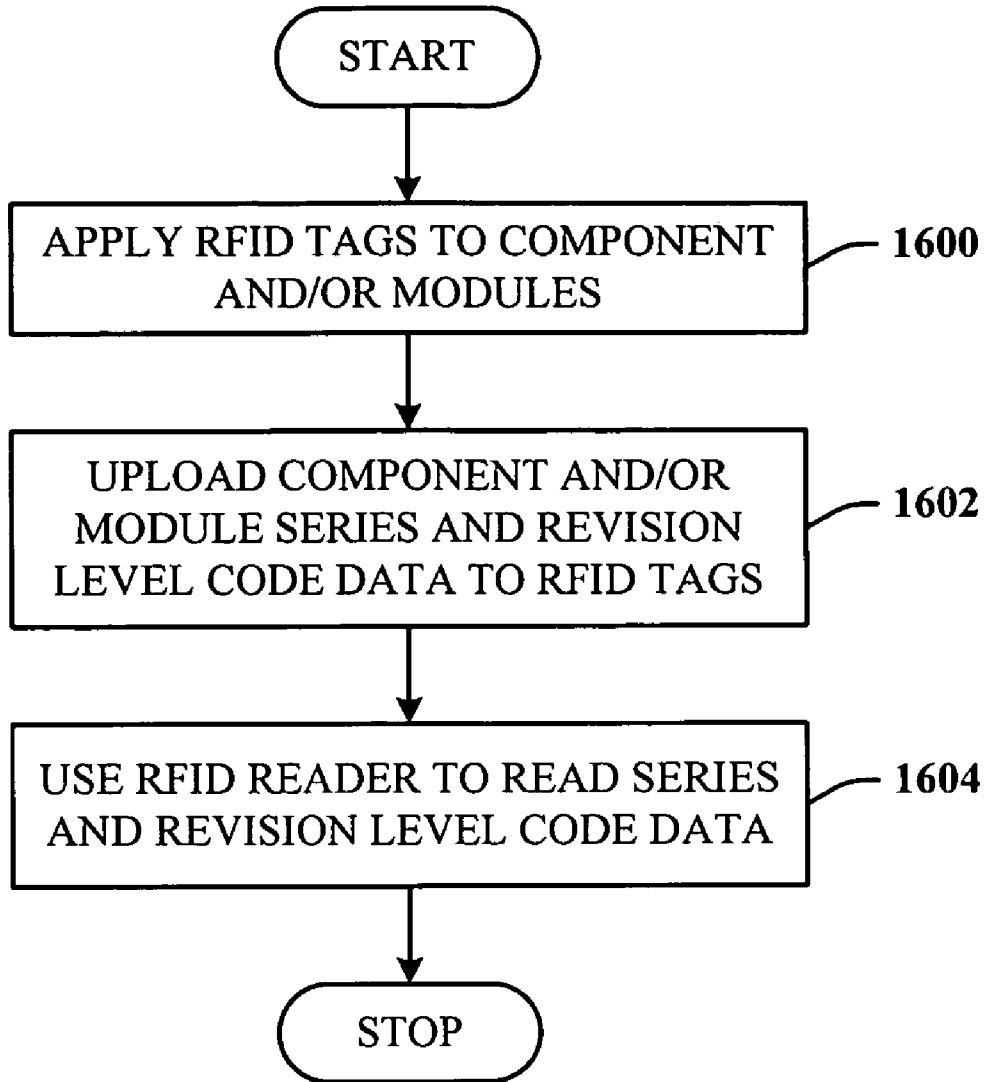 START
APPLY RFID TAGS TO COMPONENT
AND/OR MODULES
1600
UPLOAD COMPONENT AND/OR
MODULE SERIES AND REVISION
LEVEL CODE DATA TO RFID TAGS
1602
USE RFID READER TO READ SERIES
AND REVISION LEVEL CODE DATA
1604
STOP